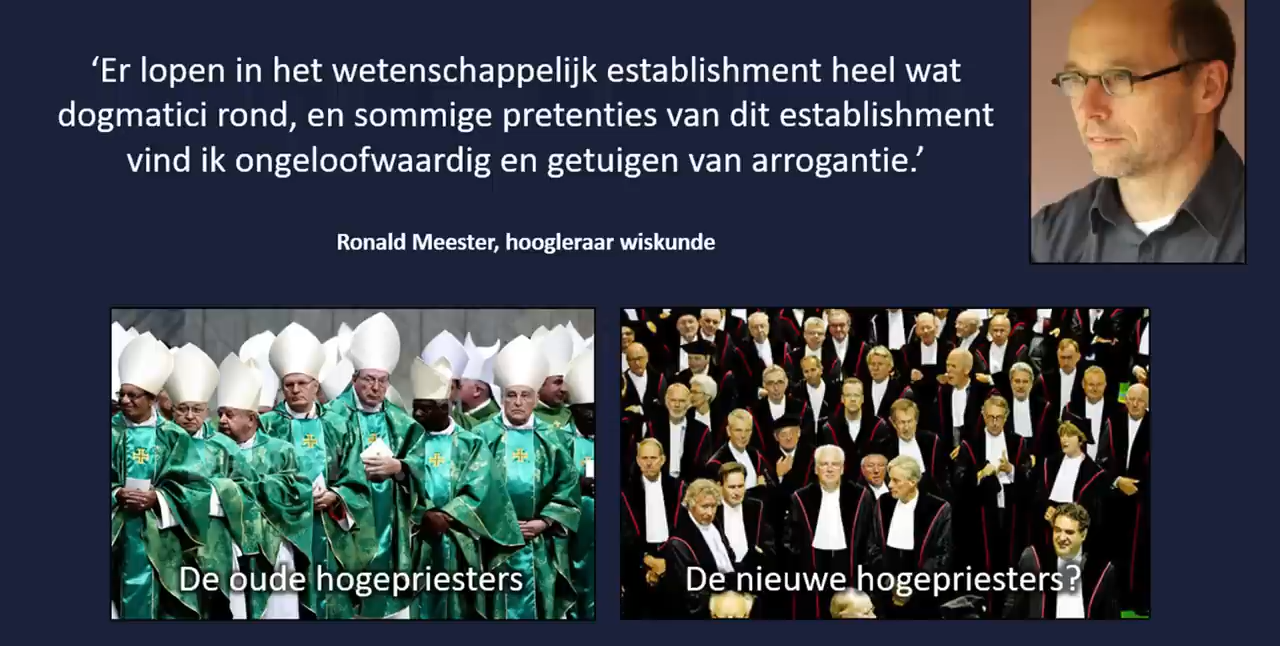 ‘Er lopen in het wetenschappelijk establishment heel wat
dogmatici rond, en sommige pretenties van dit establishment
vind ik ongeloofwaardig en getuigen van arrogantie.’
Ronald Meester, hoogleraar wiskunde
De oude hogepriesters
De nieuwe hogepriesters?